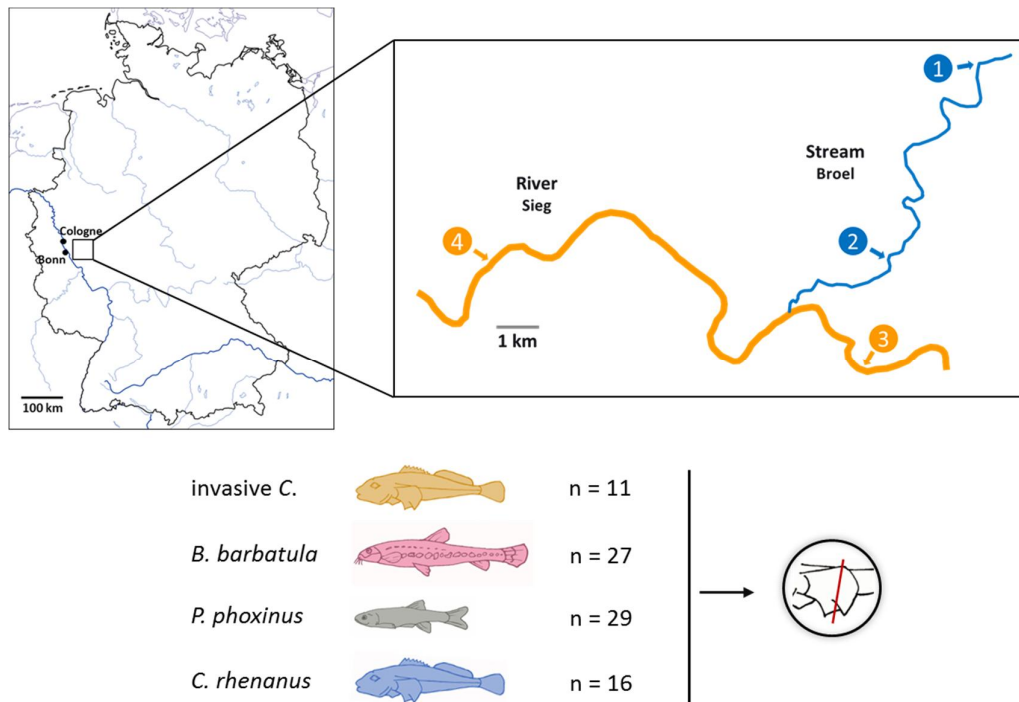 Cologne
Bonn
100 km
1
Stream
Broel
River
Sieg
2
4
1 km
3
invasive C.
n = 11
B. barbatula
n = 27
P. phoxinus
n = 29
C. rhenanus
n = 16